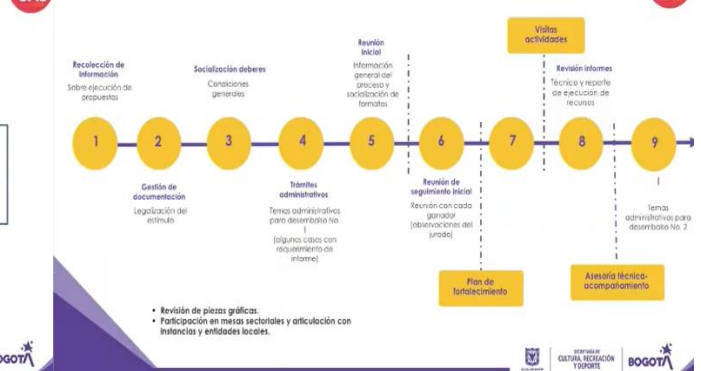 Visitas
actividades
Reunión
inicial
Información
general del
proceso y
socialización de
formatos
Recolección de
información
Sobre ejecución de
propuestas
Socialización deberes
Condiciones
generales
Revisión informes
Técnico y reporte
de ejecución de
recursos
1
2
3
4
5
6
7
8
9
Gestión de
documentación
Legalización del
estímulo
Trámites
administrativos
Temas administrativos
para desembolso No.
1
(algunos casos con
requerimiento de
informe)
Reunión de
seguimiento inicial
Reunión con cada
ganador
(observaciones del
jurado)
Temas
administrativos para
desembolso No. 2
Plan de
fortalecimiento
Asesoría técnica-
acompañamiento
• Revisión de piezas gráficas.
• Participación en mesas sectoriales y articulación con
instancias y entidades locales.
SECRETARÍA DE
CULTURA, RECREACIÓN
Y DEPORTE
BOGOTÁ
OGOTÁ